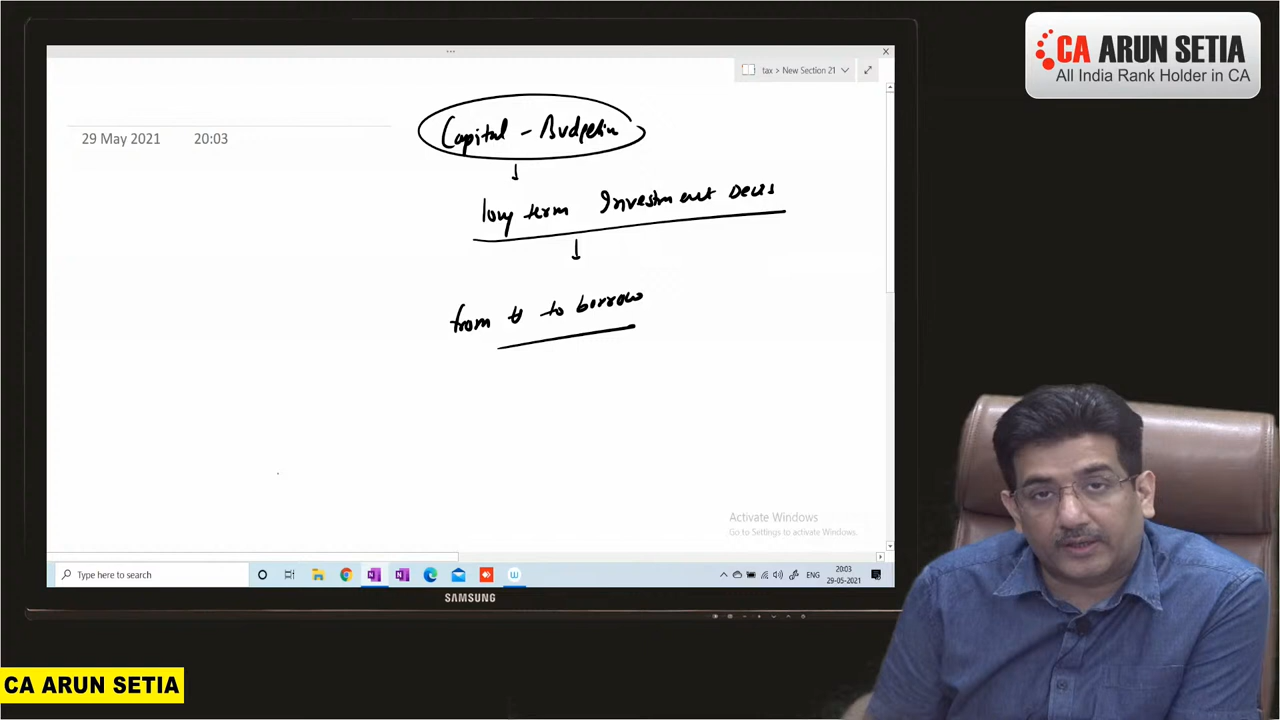 CA ARUN SETIA
All India Rank Holder in CA
tax > New Section 21
29 May 2021 20:03
Capital - Budgetin
long term Investment Decis
from to borrow
Activate Windows
Go to Settings to activate Windows.
Type here to search
ENG
20:03
29-05-2021
SAMSUNG
CA ARUN SETIA